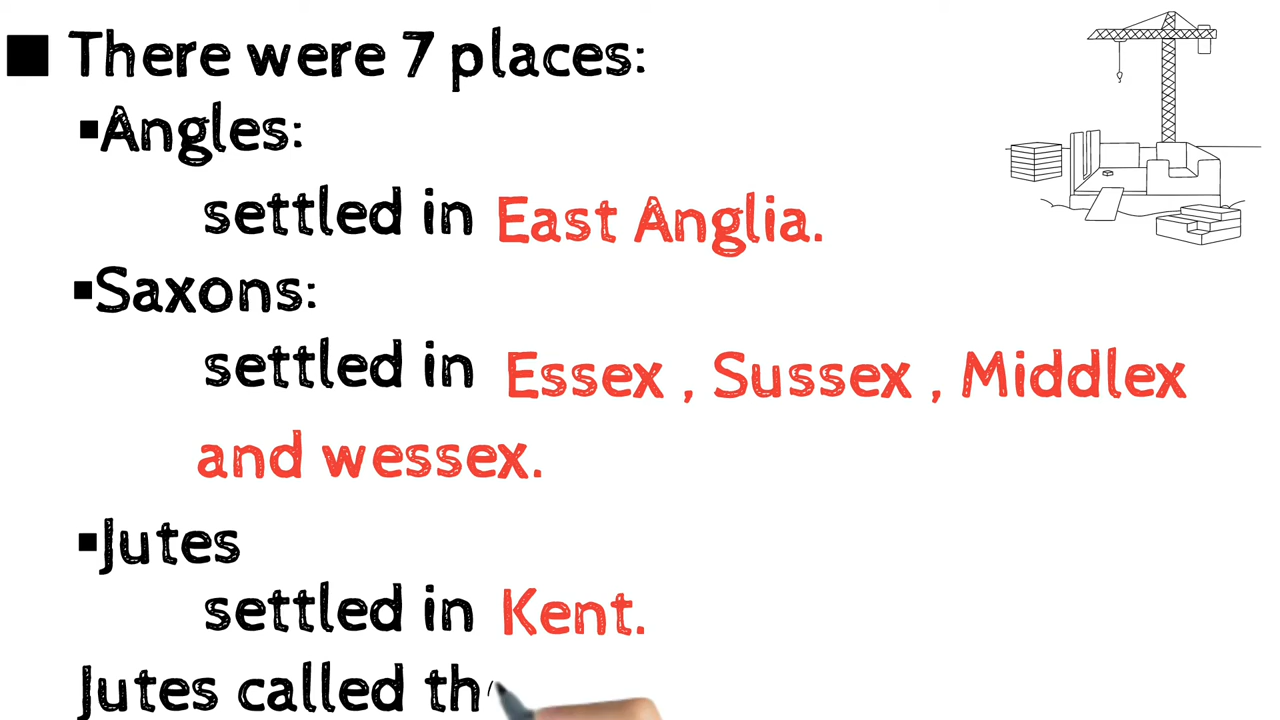 ■ There were 7 places:
▪Angles:
settled in East Anglia.
▪Saxons:
settled in Essex , Sussex , Middlex
and wessex.
▪Jutes
settled in Kent.
Jutes called th